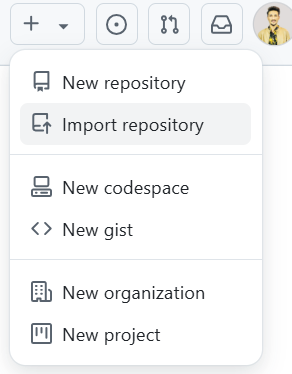 New repository
Import repository
New codespace
New gist
New organization
New project